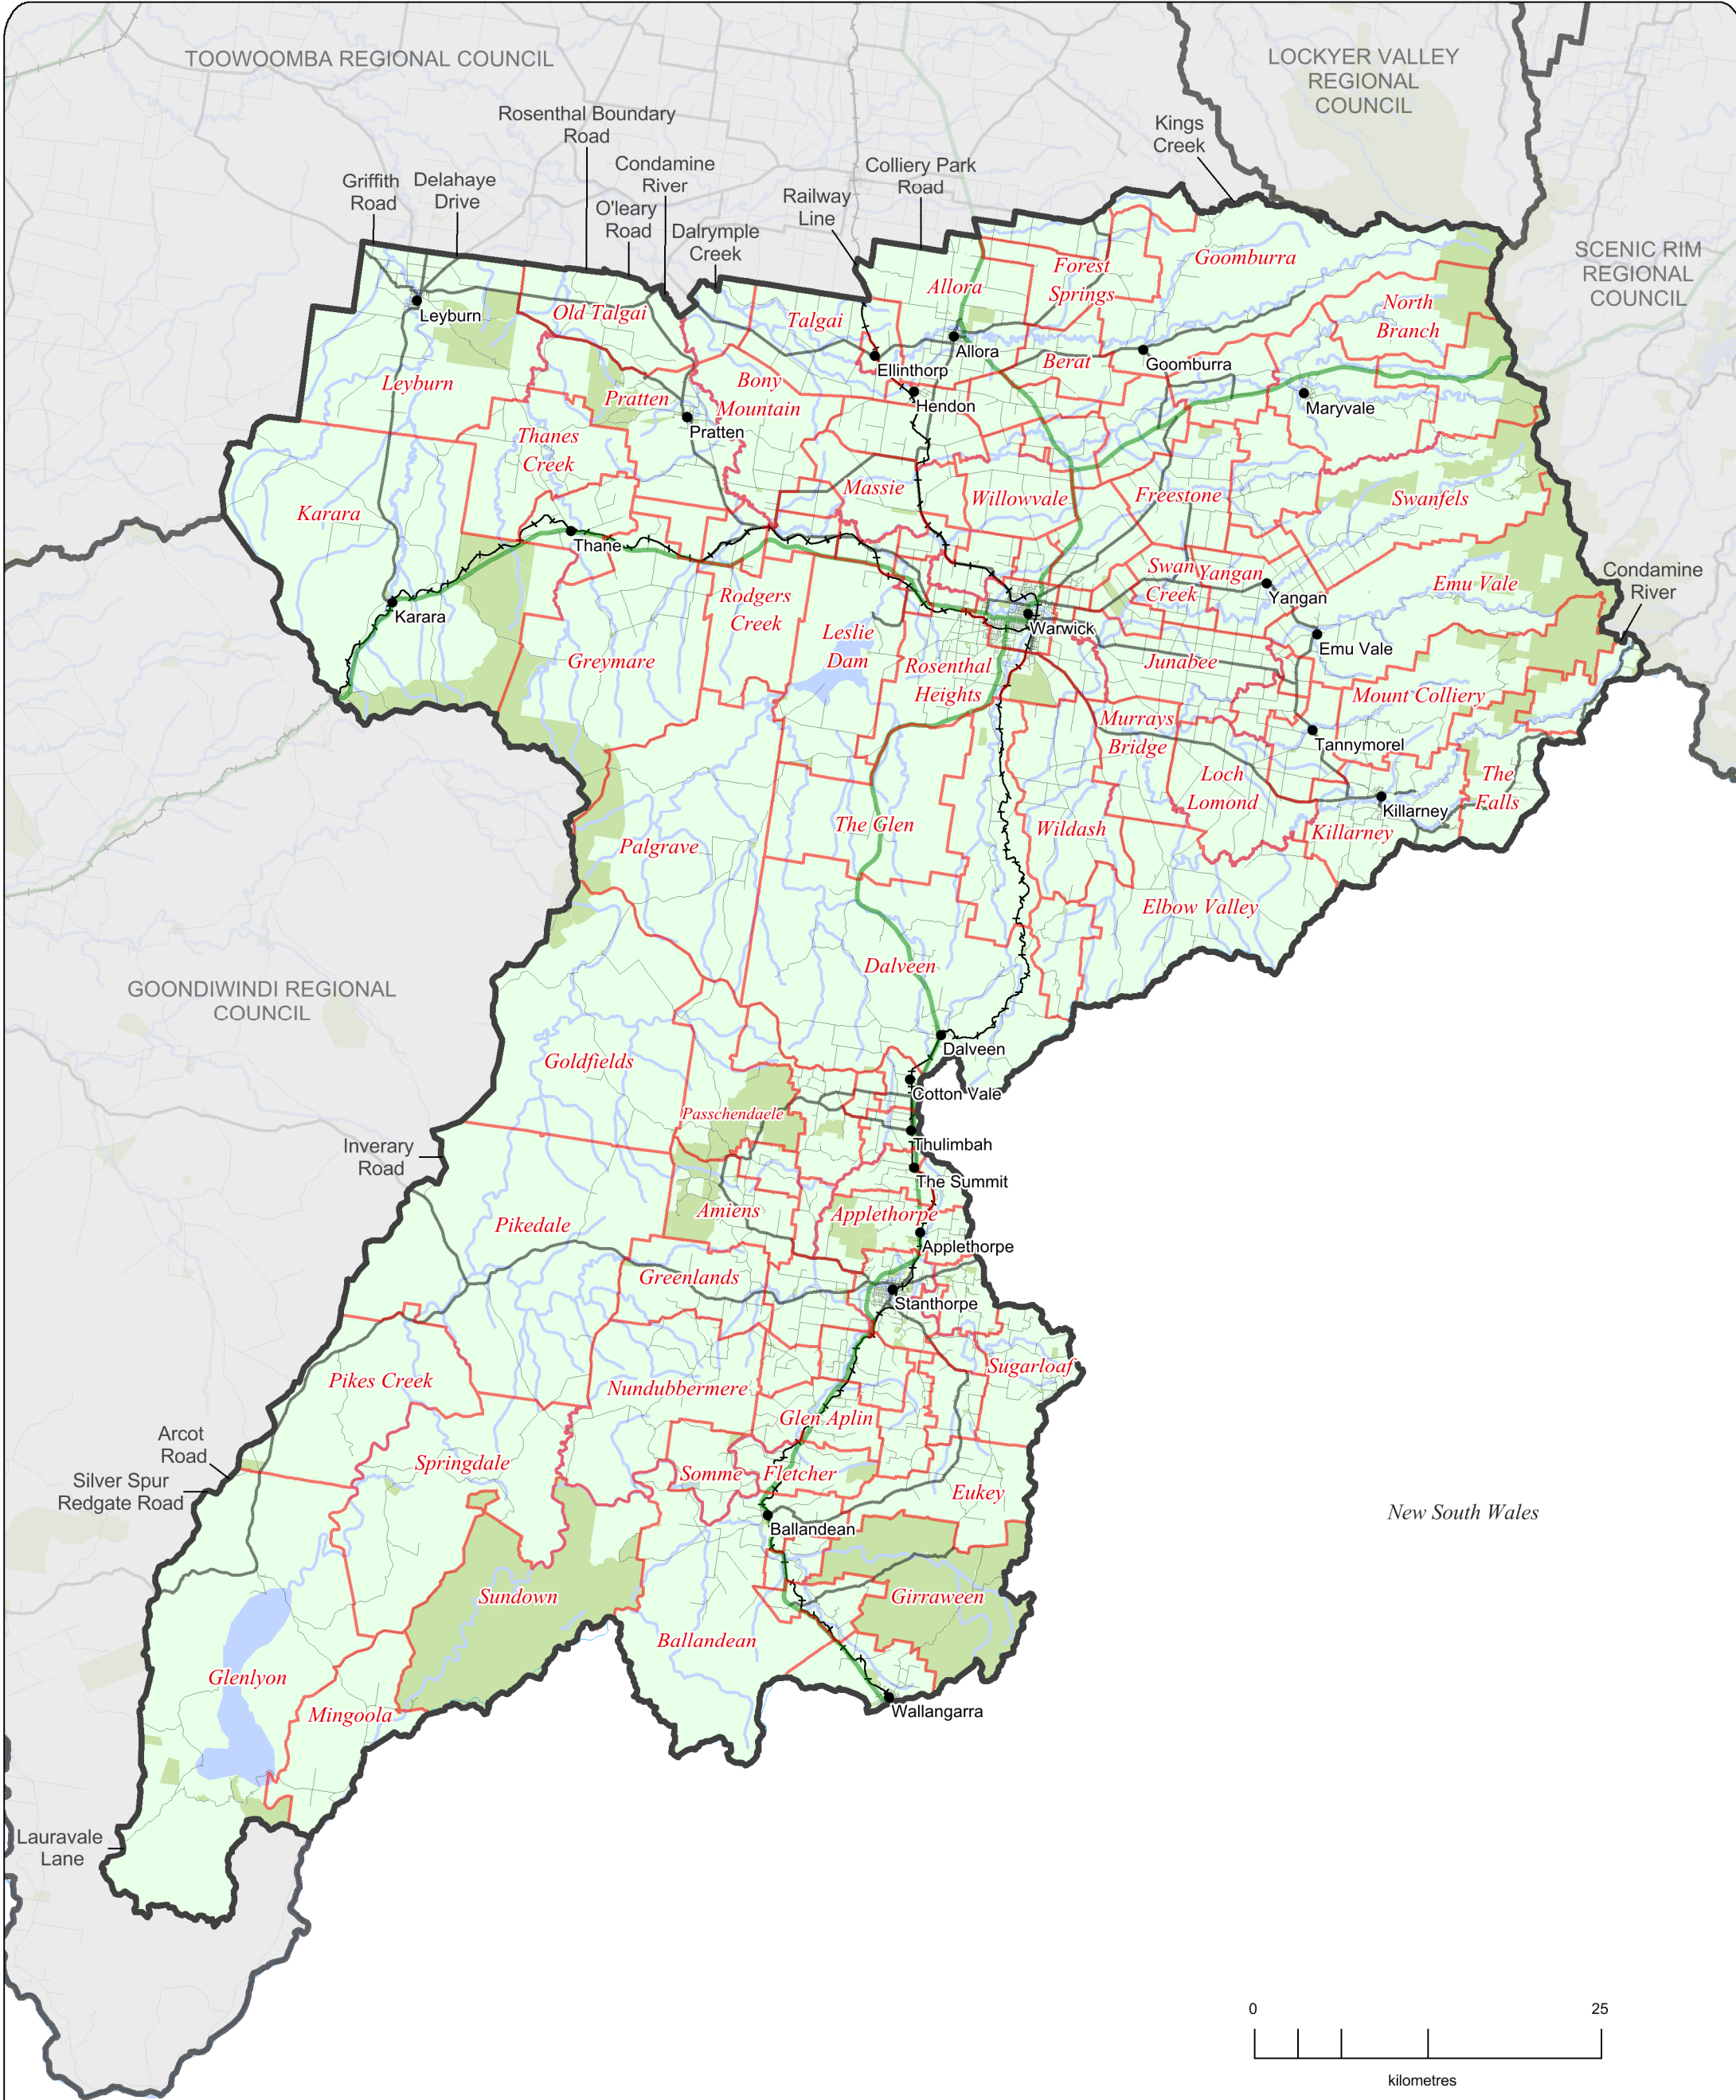 TOOWOOMBA REGIONAL COUNCIL
LOCKYER VALLEY
REGIONAL
COUNCIL
SCENIC RIM
REGIONAL
COUNCIL
Rosenthal Boundary
Road
Condamine
River
Griffith
Road
Delahaye
Drive
O'leary
Road
Dalrymple
Creek
Railway
Line
Colliery Park
Road
Kings
Creek
Goomburra
Forest
Springs
Allora
North
Branch
Old Talgai
Talgai
Leyburn
Allora
Ellinthorp
Berat
Goomburra
Leyburn
Pratten
Bony
Mountain
Hendon
Maryvale
Pratten
Thanes
Creek
Massie
Willowvale
Freestone
Swanfels
Karara
Thane
Swan
Creek
Yangan
Yangan
Emu Vale
Condamine
River
Karara
Rodgers
Creek
Warwick
Leslie
Dam
Emu Vale
Greymare
Rosenthal
Heights
Junabee
Mount Colliery
Murrays
Bridge
Tannymorel
Loch
Lomond
The
Falls
Killarney
Killarney
The Glen
Wildash
Palgrave
Elbow Valley
Dalveen
GOONDIWINDI REGIONAL
COUNCIL
Dalveen
Goldfields
Cotton Vale
Passchendaele
Thulimbah
Inverary
Road
The Summit
Amiens
Applethorpe
Pikedale
Applethorpe
Greenlands
Stanthorpe
Sugarloaf
Pikes Creek
Nundubbermere
Glen Aplin
Arcot
Road
Springdale
Somme
Fletcher
Silver Spur
Redgate Road
Eukey
New South Wales
Ballandean
Sundown
Girraween
Ballandean
Glenlyon
Mingoola
Wallangarra
Lauravale
Lane
0
25
kilometres